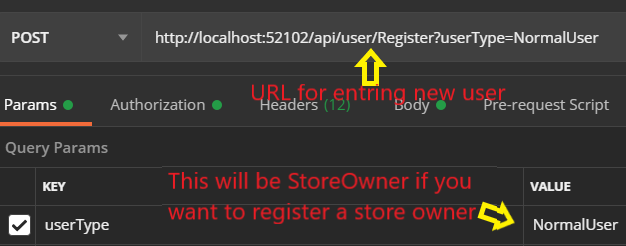 POST http://localhost:52102/api/user/Register?userType=NormalUser
URL for entring new user
Params Authorization Headers (12) Body Pre-request Script
Query Params
This will be StoreOwner if you
want to register a store owner
KEY VALUE
userType NormalUser